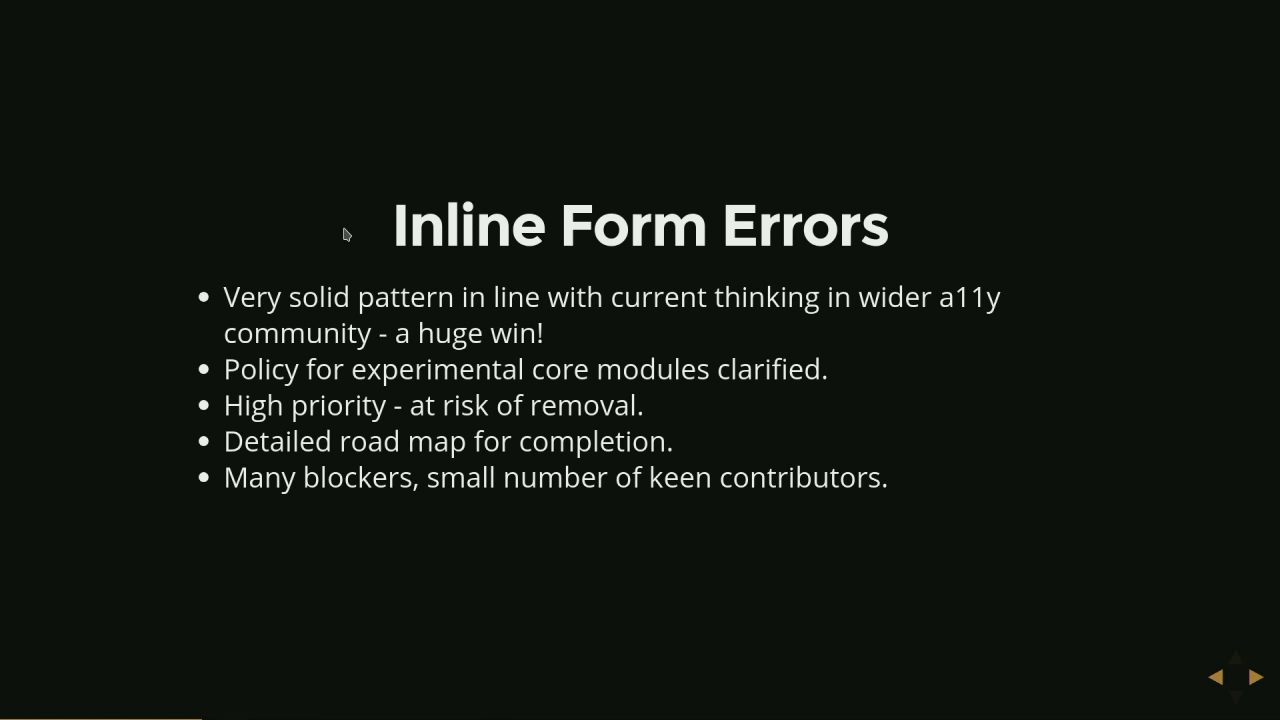 Inline Form Errors
Very solid pattern in line with current thinking in wider a11y
community - a huge win!
Policy for experimental core modules clarified.
High priority - at risk of removal.
Detailed road map for completion.
Many blockers, small number of keen contributors.